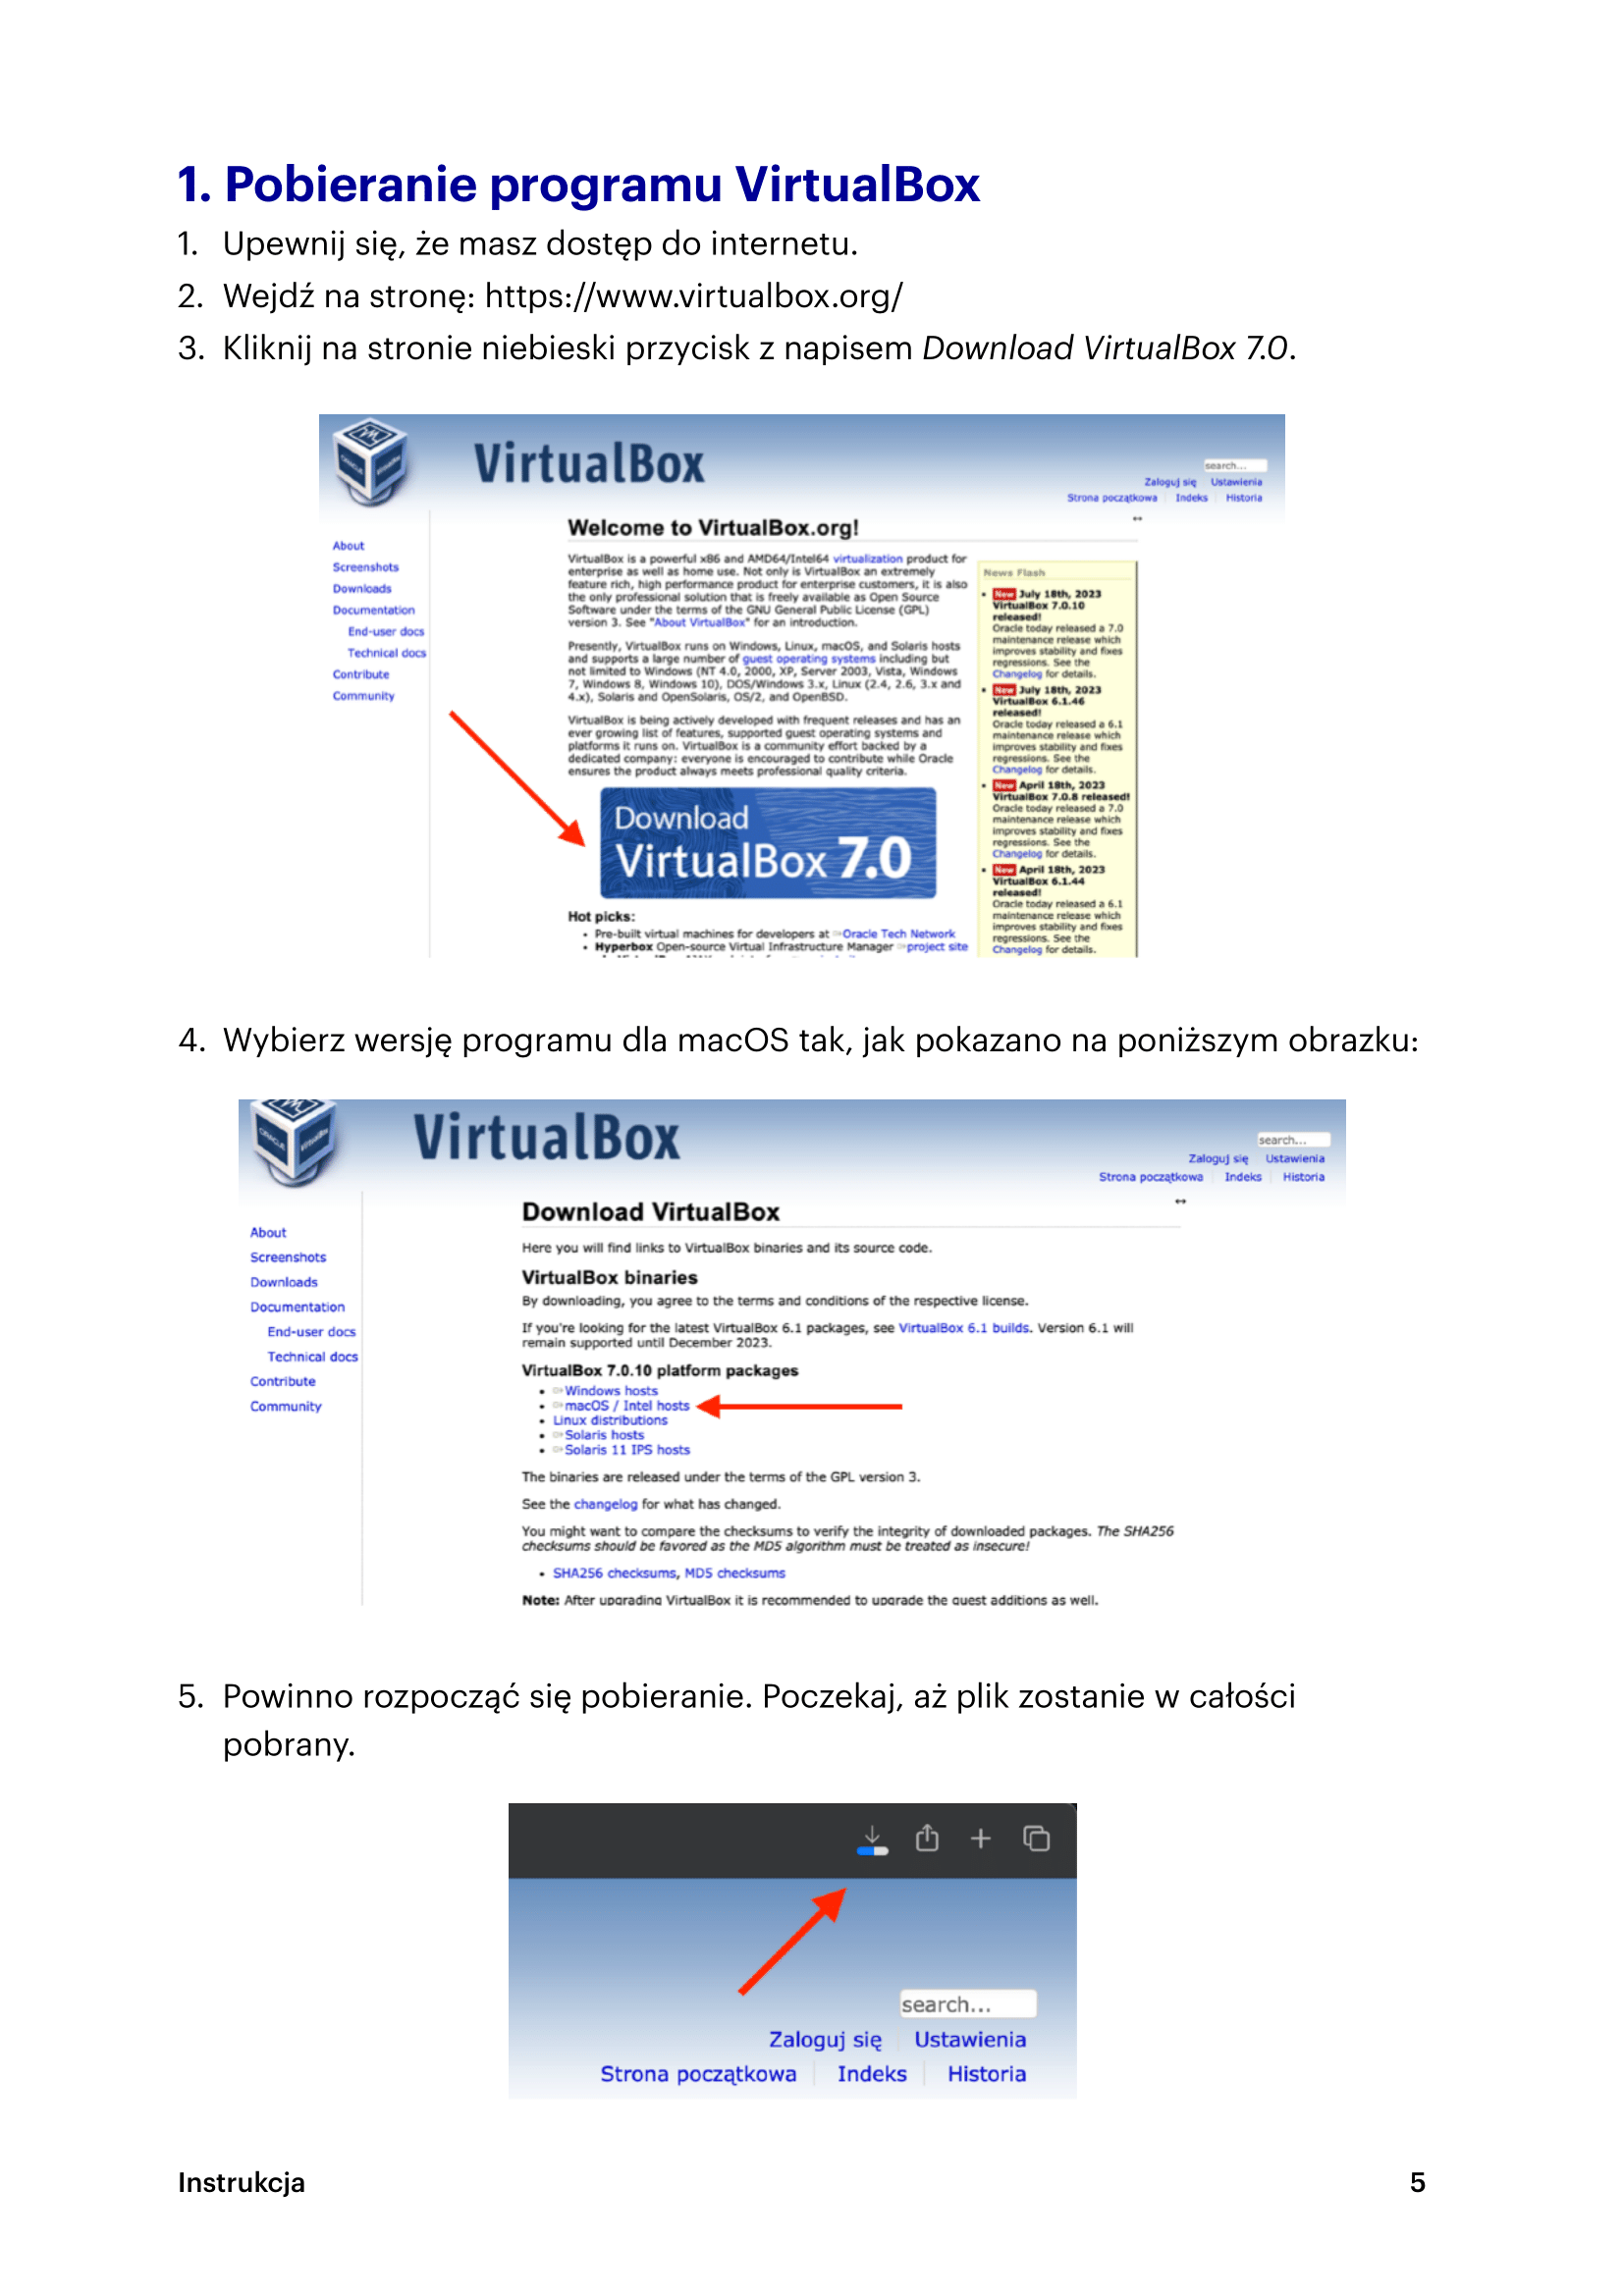 1. Pobieranie programu VirtualBox
1. Upewnij się, że masz dostęp do internetu.
2. Wejdź na stronę: https://www.virtualbox.org/
3. Kliknij na stronie niebieski przycisk z napisem Download VirtualBox 7.0.
VirtualBox
search...
Zaloguj się Ustawienia
Strona początkowa Indeks Historia
About
Screenshots
Downloads
Documentation
End-user docs
Technical docs
Contribute
Community
Welcome to VirtualBox.org!
VirtualBox is a powerful x86 and AMD64/Intel64 virtualization product for
enterprise as well as home use. Not only is VirtualBox an extremely
feature rich, high performance product for enterprise customers, it is also
the only professional solution that is freely available as Open Source
Software under the terms of the GNU General Public License (GPL)
version 3. See "About VirtualBox" for an introduction.
Presently, VirtualBox runs on Windows, Linux, macOS, and Solaris hosts
and supports a large number of guest operating systems including but
not limited to Windows (NT 4.0, 2000, XP, Server 2003, Vista, Windows
7, Windows 8, Windows 10), DOS/Windows 3.x, Linux (2.4, 2.6, 3.x and
4.x), Solaris and OpenSolaris, OS/2, and OpenBSD.
VirtualBox is being actively developed with frequent releases and has an
ever growing list of features, supported guest operating systems and
platforms it runs on. VirtualBox is a community effort backed by a
dedicated company: everyone is encouraged to contribute while Oracle
ensures the product always meets professional quality criteria.
Download
VirtualBox 7.0
Hot picks:
• Pre-built virtual machines for developers at Oracle Tech Network
• Hyperbox Open-source Virtual Infrastructure Manager project site
News Flash
• New July 18th, 2023
VirtualBox 7.0.10
released!
Oracle today released a 7.0
maintenance release which
improves stability and fixes
regressions. See the
Changelog for details.
• New July 18th, 2023
VirtualBox 6.1.46
released!
Oracle today released a 6.1
maintenance release which
improves stability and fixes
regressions. See the
Changelog for details.
• New April 18th, 2023
VirtualBox 7.0.8 released!
Oracle today released a 7.0
maintenance release which
improves stability and fixes
regressions. See the
Changelog for details.
• New April 18th, 2023
VirtualBox 6.1.44
released!
Oracle today released a 6.1
maintenance release which
improves stability and fixes
regressions. See the
Changelog for details.
4. Wybierz wersję programu dla macOS tak, jak pokazano na poniższym obrazku:
VirtualBox
search...
Zaloguj się Ustawienia
Strona początkowa Indeks Historia
About
Screenshots
Downloads
Documentation
End-user docs
Technical docs
Contribute
Community
Download VirtualBox
Here you will find links to VirtualBox binaries and its source code.
VirtualBox binaries
By downloading, you agree to the terms and conditions of the respective license.
If you're looking for the latest VirtualBox 6.1 packages, see VirtualBox 6.1 builds. Version 6.1 will
remain supported until December 2023.
VirtualBox 7.0.10 platform packages
• Windows hosts
• macOS / Intel hosts
• Linux distributions
• Solaris hosts
• Solaris 11 IPS hosts
The binaries are released under the terms of the GPL version 3.
See the changelog for what has changed.
You might want to compare the checksums to verify the integrity of downloaded packages. The SHA256
checksums should be favored as the MD5 algorithm must be treated as insecure!
• SHA256 checksums, MD5 checksums
Note: After upgrading VirtualBox it is recommended to upgrade the guest additions as well.
5. Powinno rozpocząć się pobieranie. Poczekaj, aż plik zostanie w całości
pobrany.
search...
Zaloguj się Ustawienia
Strona początkowa Indeks Historia
Instrukcja 5